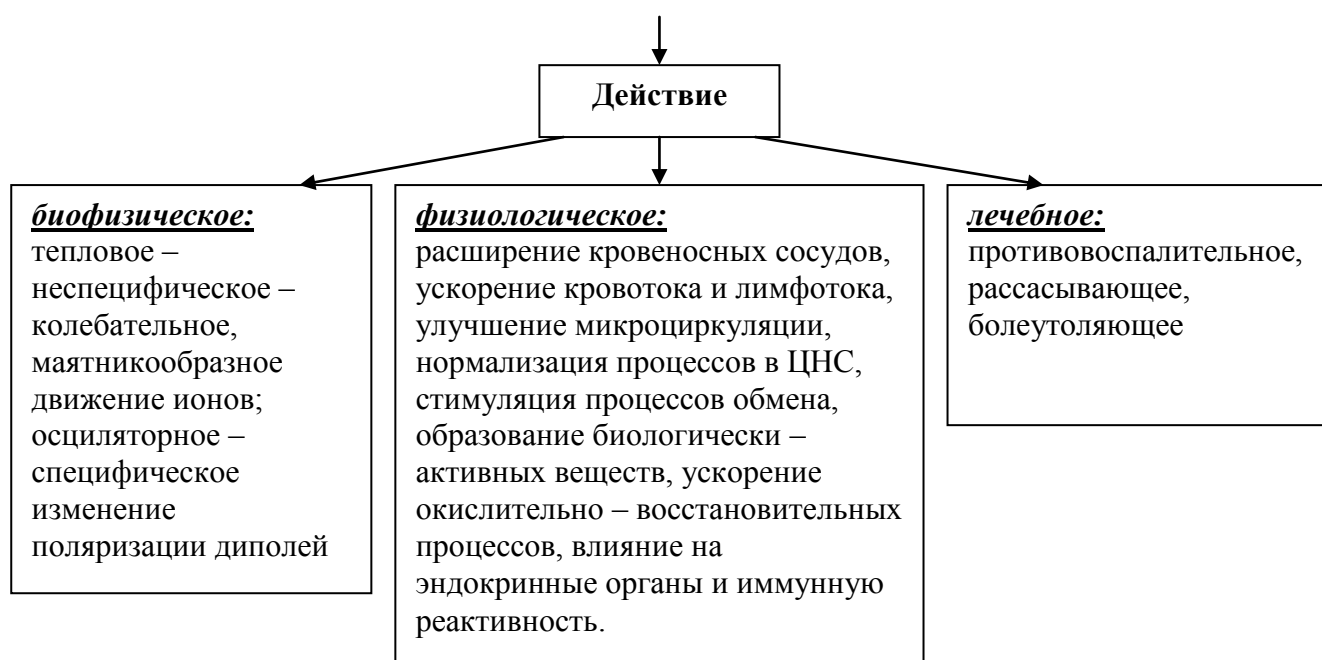 Действие
биофизическое:
тепловое –
неспецифическое –
колебательное,
маятникообразное
движение ионов;
осциляторное –
специфическое
изменение
поляризации диполей
физиологическое:
расширение кровеносных сосудов,
ускорение кровотока и лимфотока,
улучшение микроциркуляции,
нормализация процессов в ЦНС,
стимуляция процессов обмена,
образование биологически –
активных веществ, ускорение
окислительно – восстановительных
процессов, влияние на
эндокринные органы и иммунную
реактивность.
лечебное:
противовоспалительное,
рассасывающее,
болеутоляющее